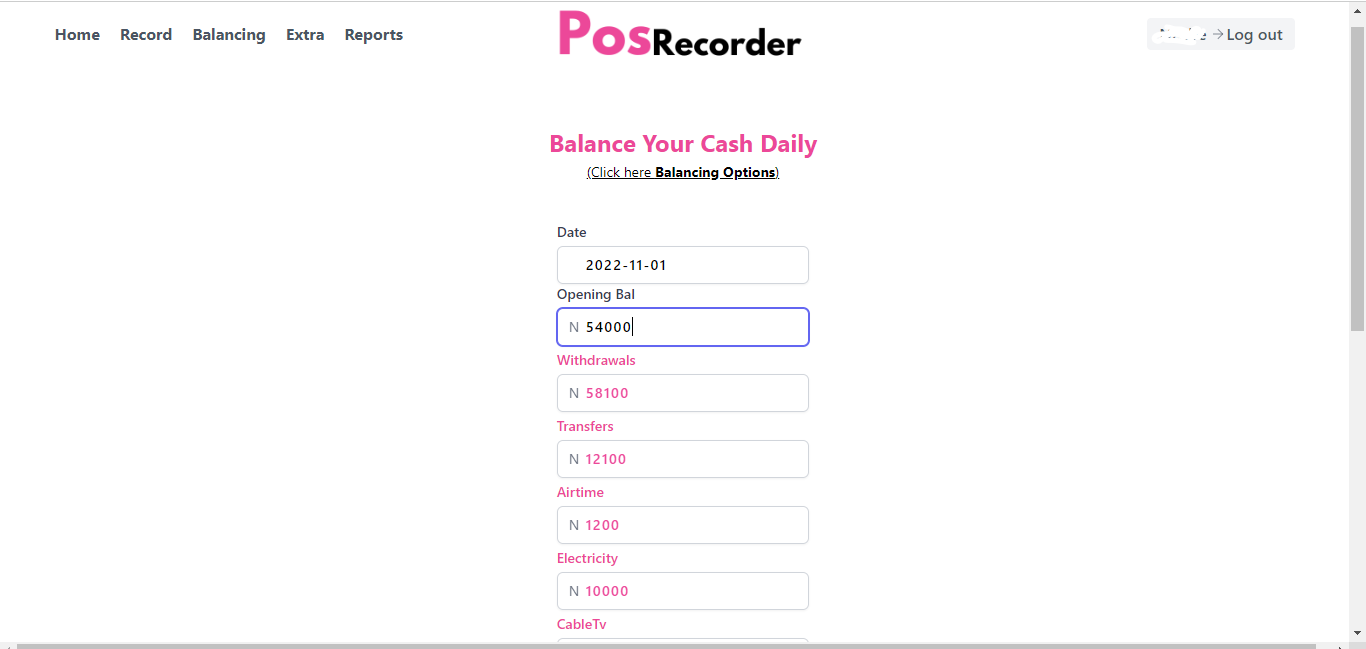 Home Record Balancing Extra Reports
PosRecorder
Log out
Balance Your Cash Daily
(Click here Balancing Options)
Date
2022-11-01
Opening Bal
N 54000
Withdrawals
N 58100
Transfers
N 12100
Airtime
N 1200
Electricity
N 10000
CableTv